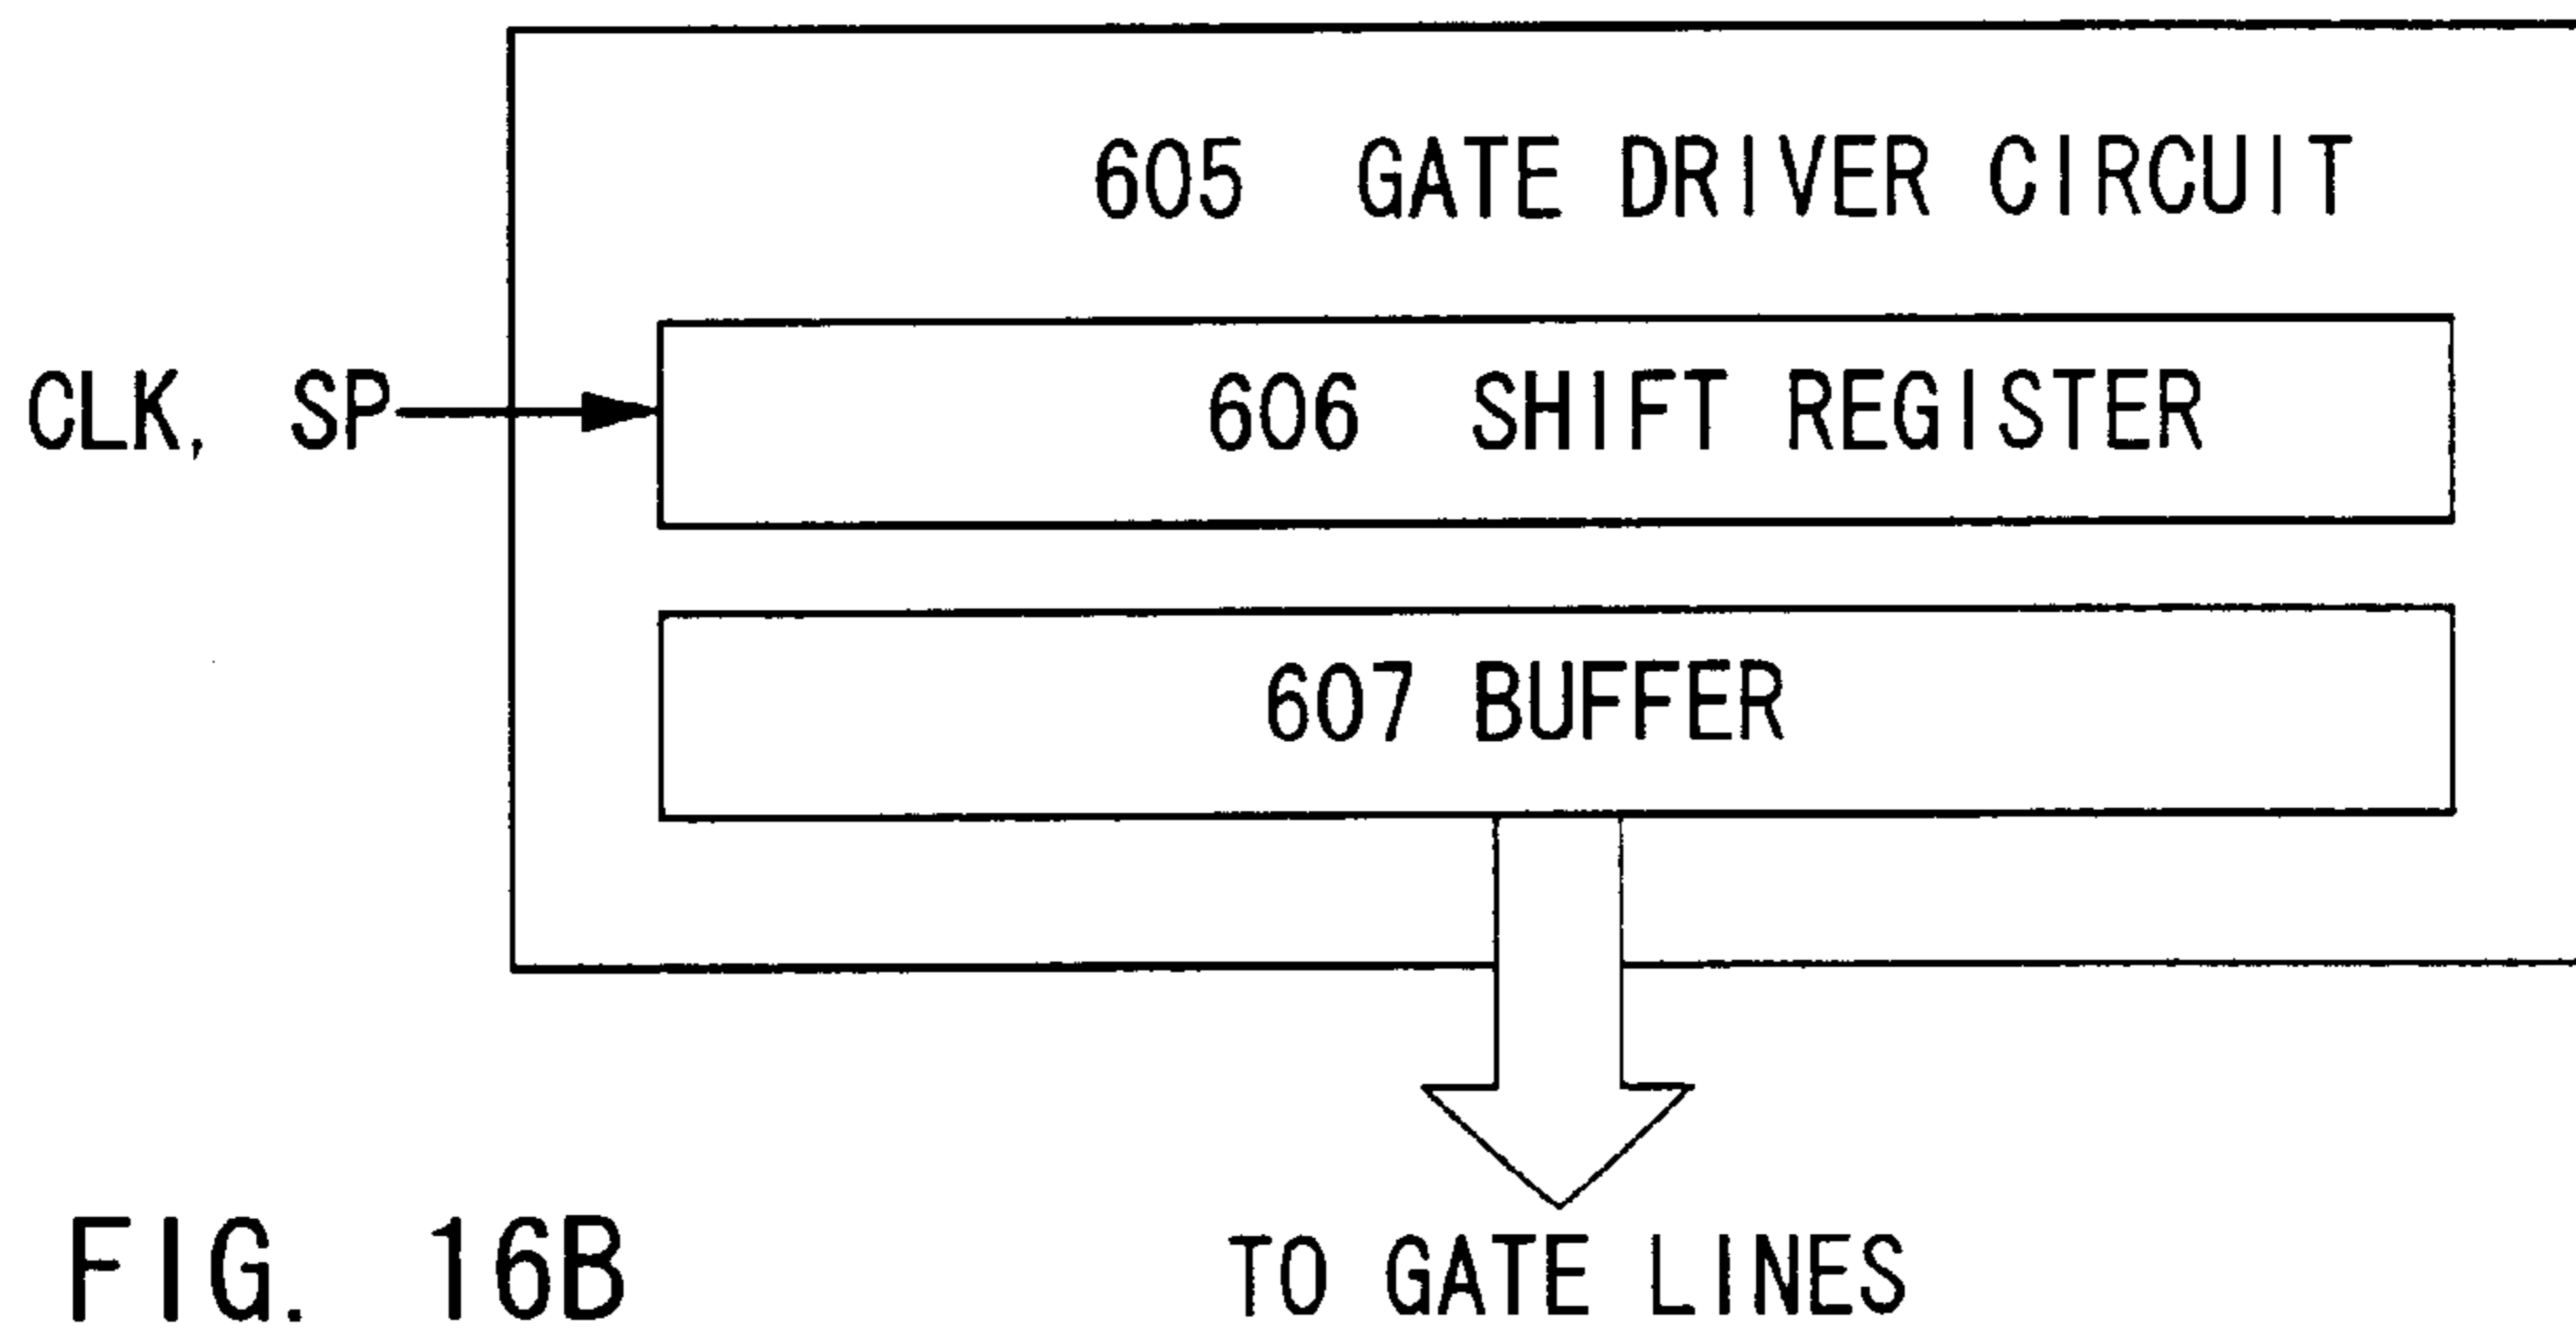 605 GATE DRIVER CIRCUIT
CLK, SP
606 SHIFT REGISTER
607 BUFFER
TO GATE LINES
FIG. 16B